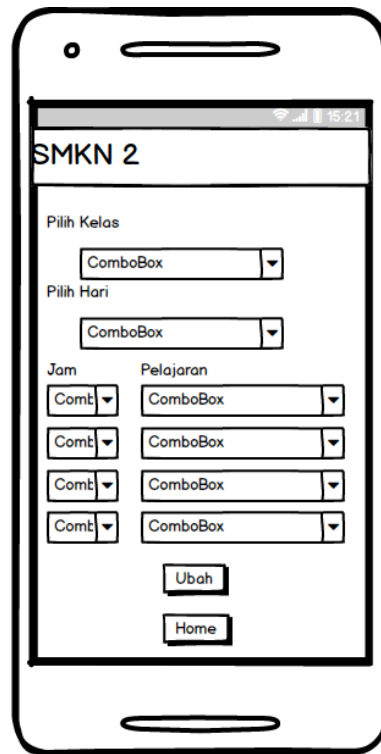 15:21
SMKN 2
Pilih Kelas
ComboBox
Pilih Hari
ComboBox
Jam Pelajaran
Comb ComboBox
Comb ComboBox
Comb ComboBox
Comb ComboBox
Ubah
Home